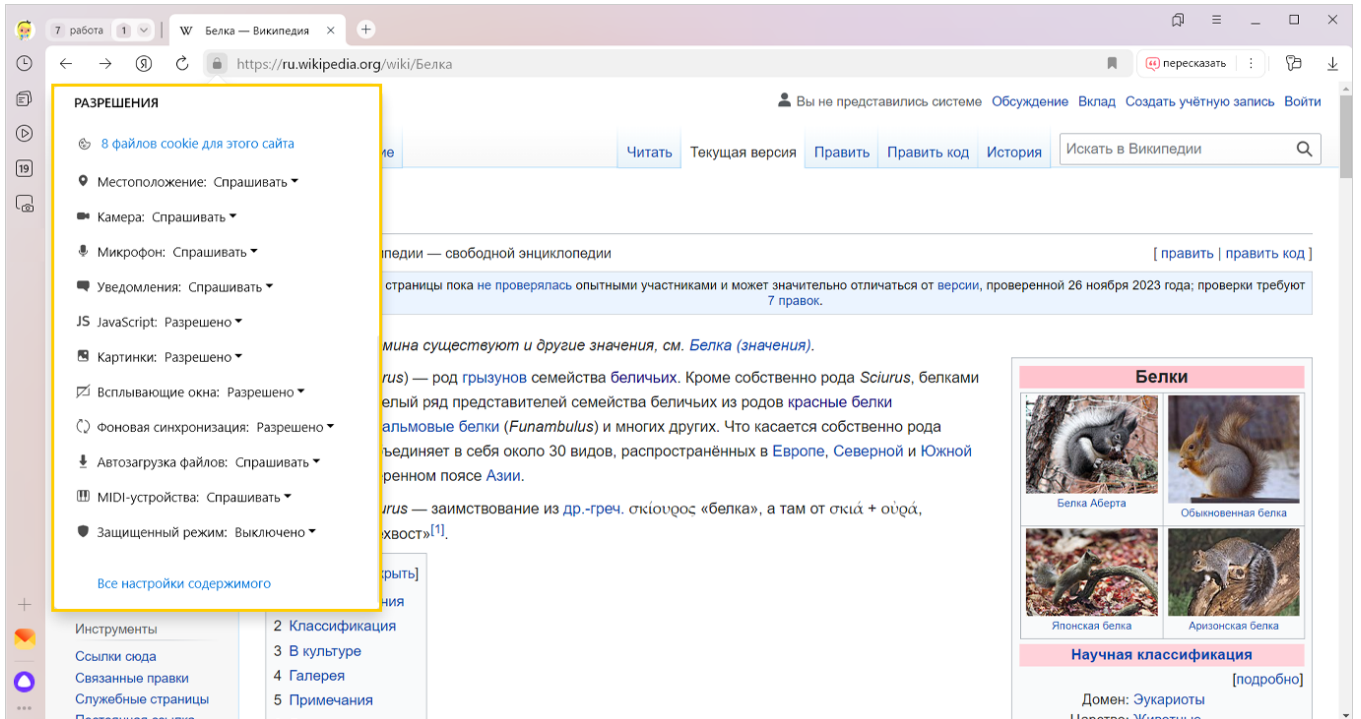 7 работа 1
W Белка — Википедия
Я https://ru.wikipedia.org/wiki/Белка
пересказать
19
РАЗРЕШЕНИЯ
8 файлов cookie для этого сайта
Местоположение: Спрашивать
Камера: Спрашивать
Микрофон: Спрашивать
Уведомления: Спрашивать
JS JavaScript: Разрешено
Картинки: Разрешено
Всплывающие окна: Разрешено
Фоновая синхронизация: Разрешено
Автозагрузка файлов: Спрашивать
MIDI-устройства: Спрашивать
Защищенный режим: Выключено
Все настройки содержимого
Вы не представились системе Обсуждение Вклад Создать учётную запись Войти
ие Читать Текущая версия Править Править код История Искать в Википедии
педии — свободной энциклопедии [ править | править код ]
страницы пока не проверялась опытными участниками и может значительно отличаться от версии, проверенной 26 ноября 2023 года; проверки требуют
7 правок.
мина существуют и другие значения, см. Белка (значения).
rus) — род грызунов семейства беличьих. Кроме собственно рода Sciurus, белками
елый ряд представителей семейства беличьих из родов красные белки
альмовые белки (Funambulus) и многих других. Что касается собственно рода
ъединяет в себя около 30 видов, распространённых в Европе, Северной и Южной
ренном поясе Азии.
urus — заимствование из др.-греч. σκίουρος «белка», а там от σκιά + οὐρά,
хвост»[1].
крыть]
ния
2 Классификация
3 В культуре
4 Галерея
5 Примечания
Инструменты
Ссылки сюда
Связанные правки
Служебные страницы
Постоянная ссылка
Белки
Белка Аберта
Обыкновенная белка
Японская белка
Аризонская белка
Научная классификация
[подробно]
Домен: Эукариоты
Царство: Животные